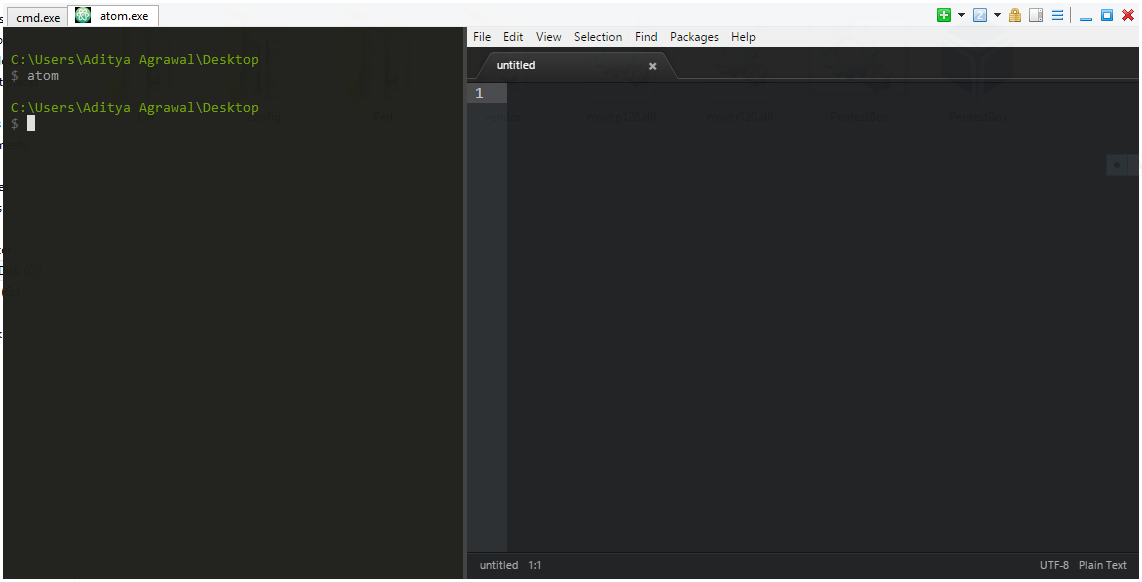 cmd.exe
atom.exe
C:\Users\Aditya Agrawal\Desktop
$ atom
C:\Users\Aditya Agrawal\Desktop
$
File Edit View Selection Find Packages Help
untitled
1
untitled 1:1
UTF-8 Plain Text